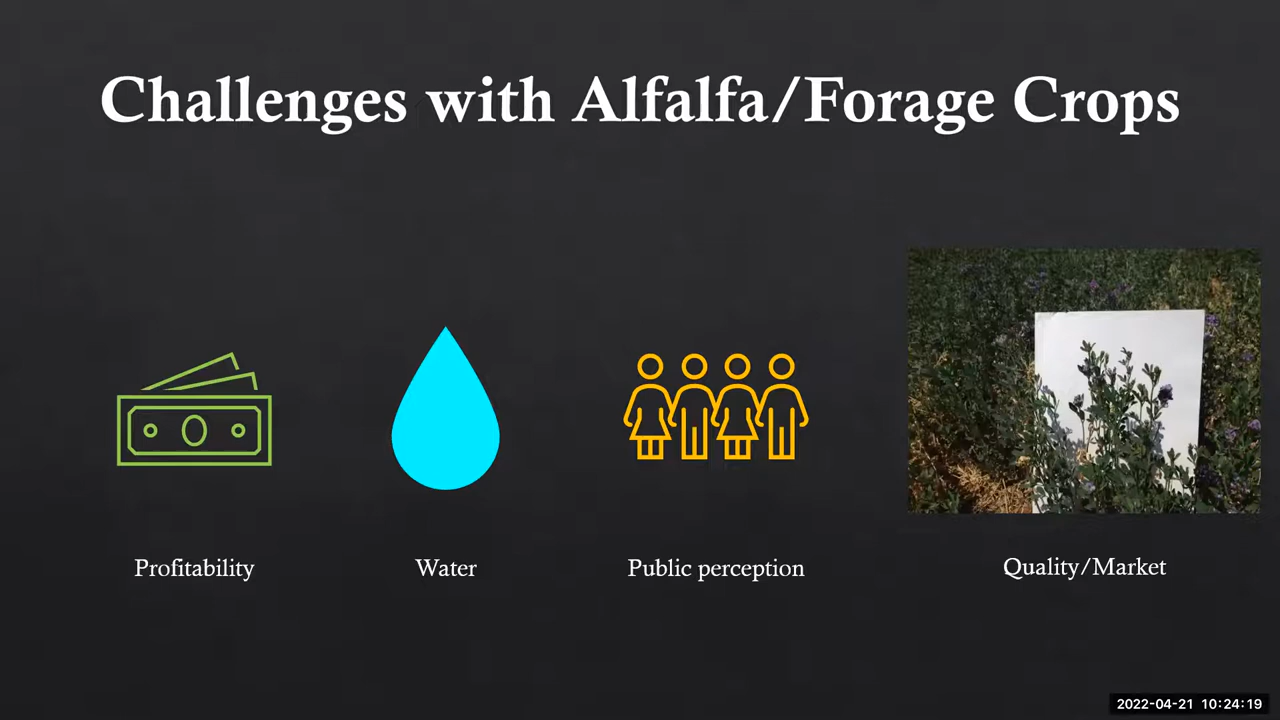 Challenges with Alfalfa/Forage Crops
Profitability
Water
Public perception
Quality/Market
2022-04-21 10:24:19